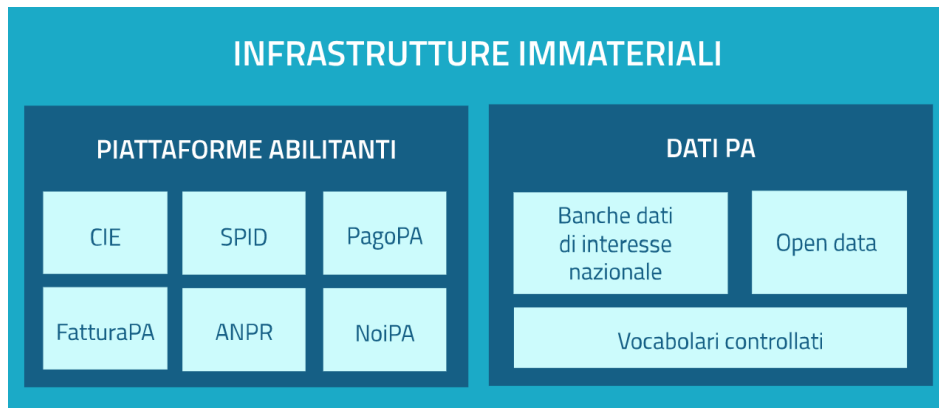 INFRASTRUTTURE IMMATERIALI
PIATTAFORME ABILITANTI
CIE
SPID
PagoPA
FatturaPA
ANPR
NoiPA
DATI PA
Banche dati
di interesse
nazionale
Open data
Vocabolari controllati